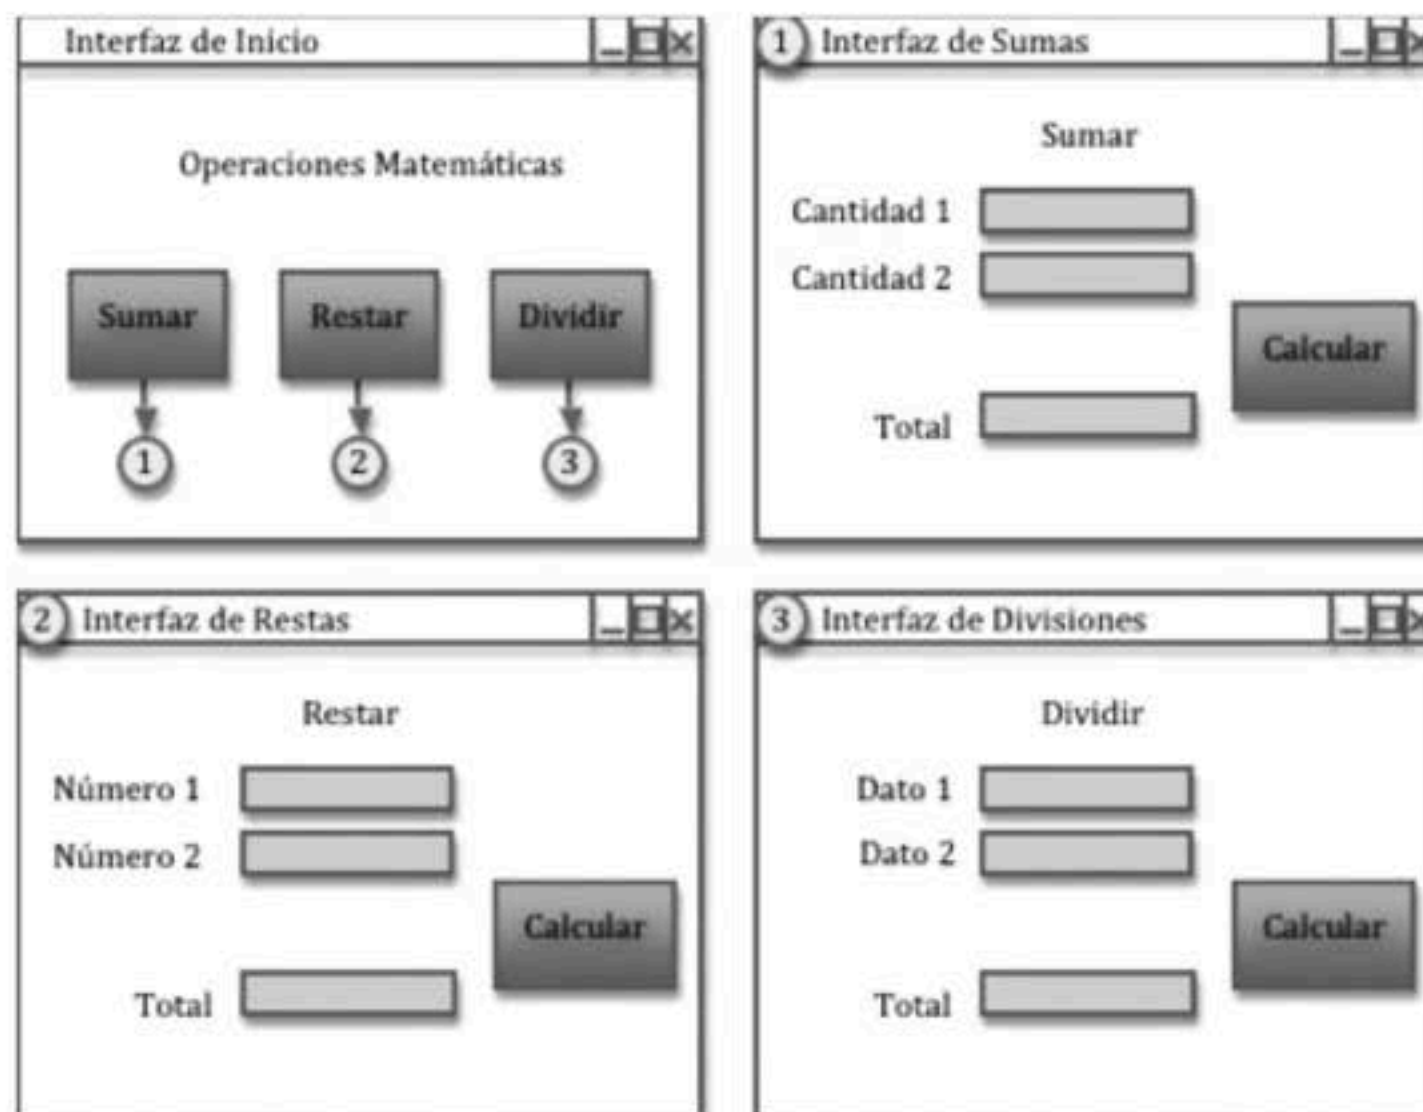 Interfaz de Inicio
Operaciones Matemáticas
Sumar Restar Dividir
1 2 3
1 Interfaz de Sumas
Sumar
Cantidad 1
Cantidad 2
Calcular
Total
2 Interfaz de Restas
Restar
Número 1
Número 2
Calcular
Total
3 Interfaz de Divisiones
Dividir
Dato 1
Dato 2
Calcular
Total